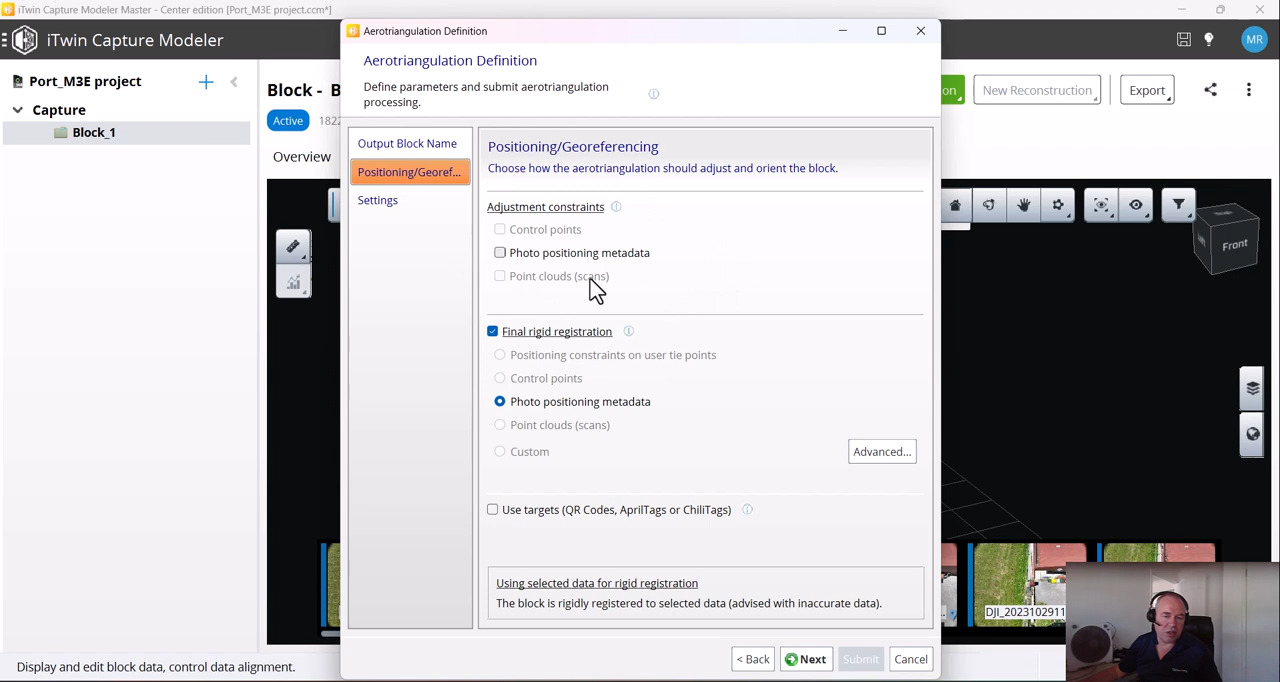 iTwin Capture Modeler Master - Center edition [Port_M3E project.ccm*]
iTwin Capture Modeler
MR
Port_M3E project
Capture
Block_1
Block - B
Active
1822
Overview
on
New Reconstruction
Export
Front
DJI_2023102911
Aerotriangulation Definition
Aerotriangulation Definition
Define parameters and submit aerotriangulation
processing.
Output Block Name
Positioning/Georef...
Settings
Positioning/Georeferencing
Choose how the aerotriangulation should adjust and orient the block.
Adjustment constraints
Control points
Photo positioning metadata
Point clouds (scans)
Final rigid registration
Positioning constraints on user tie points
Control points
Photo positioning metadata
Point clouds (scans)
Custom
Advanced...
Use targets (QR Codes, AprilTags or ChiliTags)
Using selected data for rigid registration
The block is rigidly registered to selected data (advised with inaccurate data).
< Back
Next
Submit
Cancel
Display and edit block data, control data alignment.